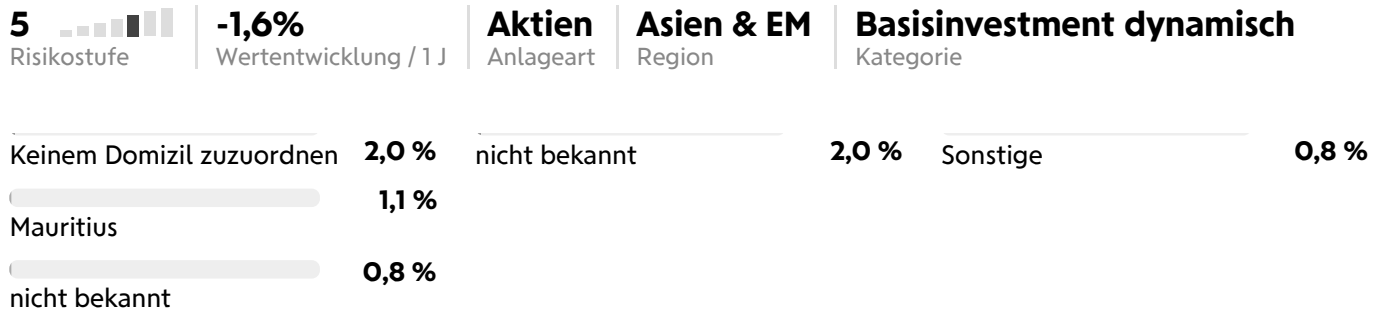 5 -1,6% Aktien Asien & EM Basisinvestment dynamisch
Risikostufe Wertentwicklung / 1 J Anlageart Region Kategorie
Keinem Domizil zuzuordnen 2,0 % nicht bekannt 2,0 % Sonstige 0,8 %
1,1 %
Mauritius
0,8 %
nicht bekannt